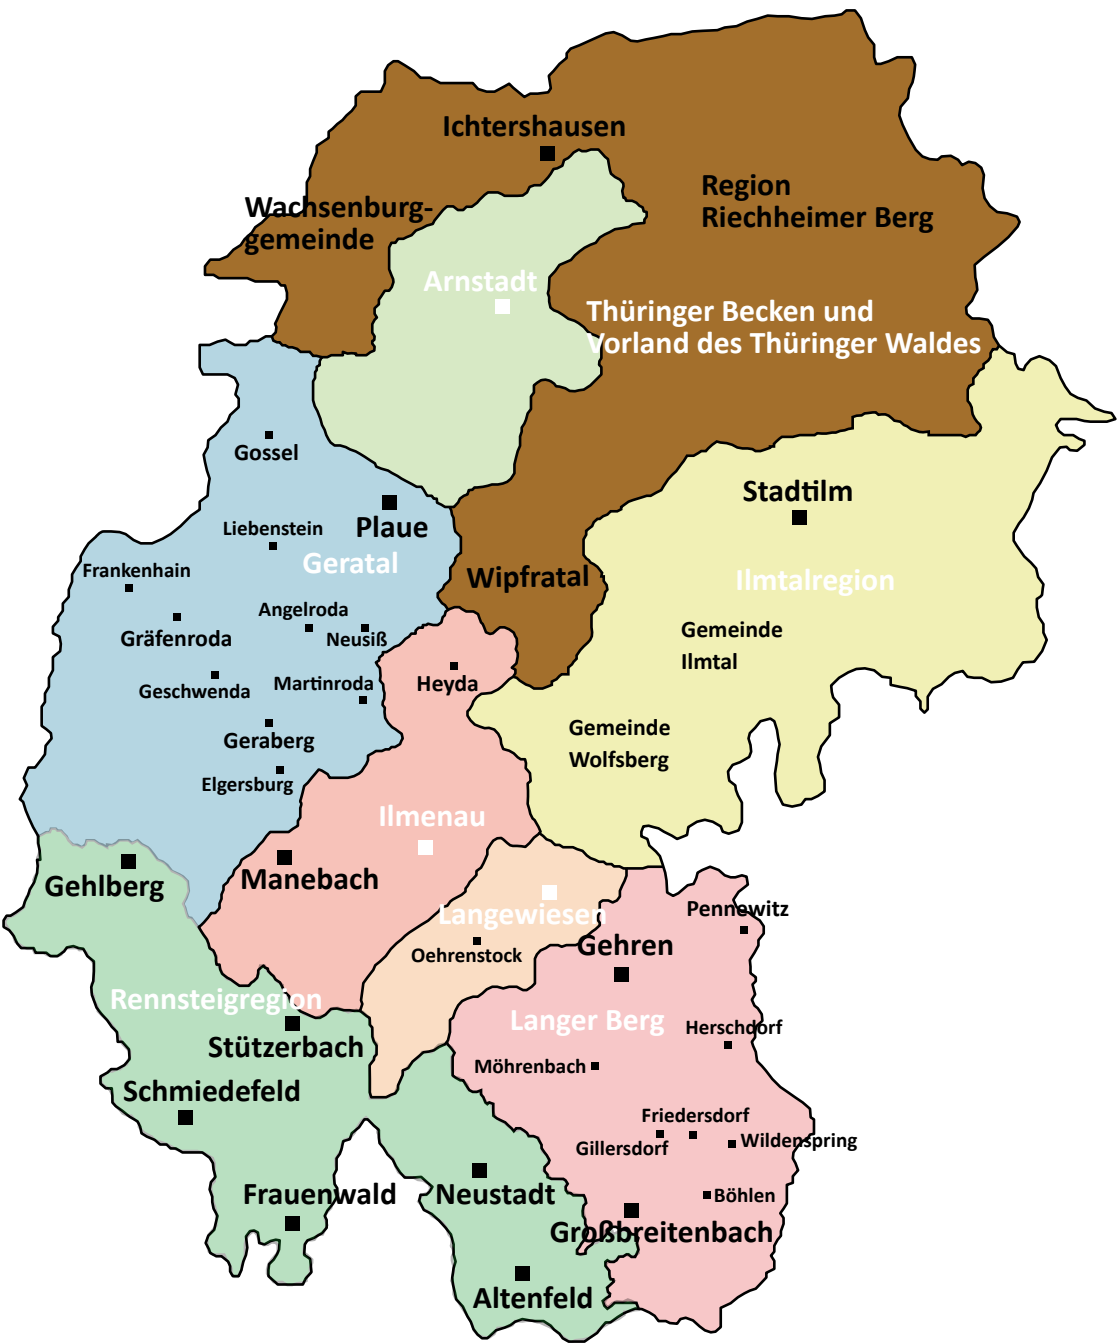 Ichtershausen
Region
Riechheimer Berg
Wachsenburg-
gemeinde
Arnstadt
Thüringer Becken und
Vorland des Thüringer Waldes
Gossel
Stadtilm
Plaue
Liebenstein
Geratal
Frankenhain
Wipfratal
Ilmtalregion
Angelroda
Gräfenroda
Neusiß
Gemeinde
Ilmtal
Geschwenda
Martinroda
Heyda
Gemeinde
Wolfsberg
Geraberg
Elgersburg
Ilmenau
Gehlberg
Manebach
Langewiesen
Pennewitz
Oehrenstock
Gehren
Rennsteigregion
Langer Berg
Herschdorf
Stützerbach
Möhrenbach
Schmiedefeld
Friedersdorf
Gillersdorf
Wildenspring
Frauenwald
Neustadt
Böhlen
Großbreitenbach
Altenfeld